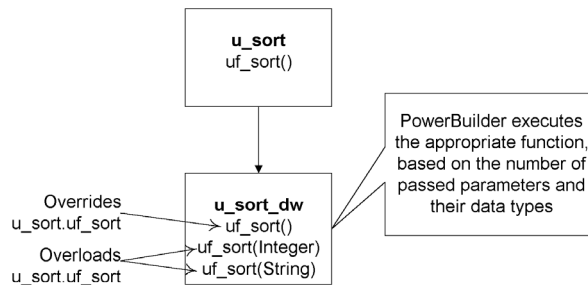 u_sort
uf_sort()
PowerBuilder executes
the appropriate function,
based on the number of
passed parameters and
their data types
Overrides
u_sort.uf_sort
Overloads
u_sort.uf_sort
u_sort_dw
uf_sort()
uf_sort(Integer)
uf_sort(String)